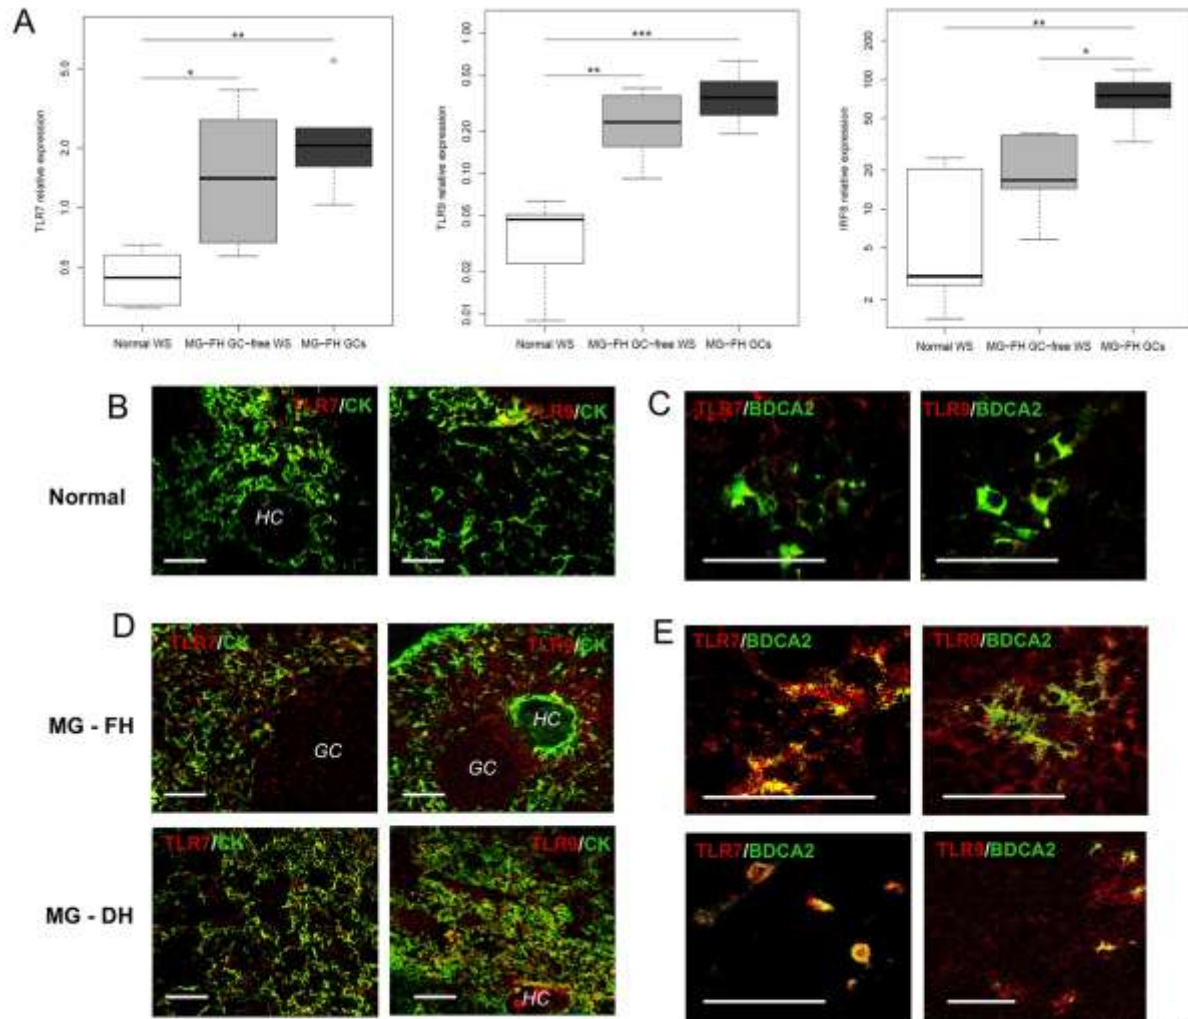 A
**
*
5.0
2.0
1.0
0.5
TLR7 relative expression
Normal WS
MG-FH GC-free WS
MG-FH GCs
***
**
1.00
0.50
0.20
0.10
0.05
0.02
0.01
TLR9 relative expression
Normal WS
MG-FH GC-free WS
MG-FH GCs
**
*
200
100
50
20
10
5
2
IRF8 relative expression
Normal WS
MG-FH GC-free WS
MG-FH GCs
B
TLR7/CK
TLR9/CK
C
TLR7/BDCA2
TLR9/BDCA2
Normal
HC
D
TLR7/CK
TLR9/CK
E
TLR7/BDCA2
TLR9/BDCA2
MG - FH
GC
HC
GC
TLR7/CK
TLR9/CK
TLR7/BDCA2
TLR9/BDCA2
MG - DH
HC